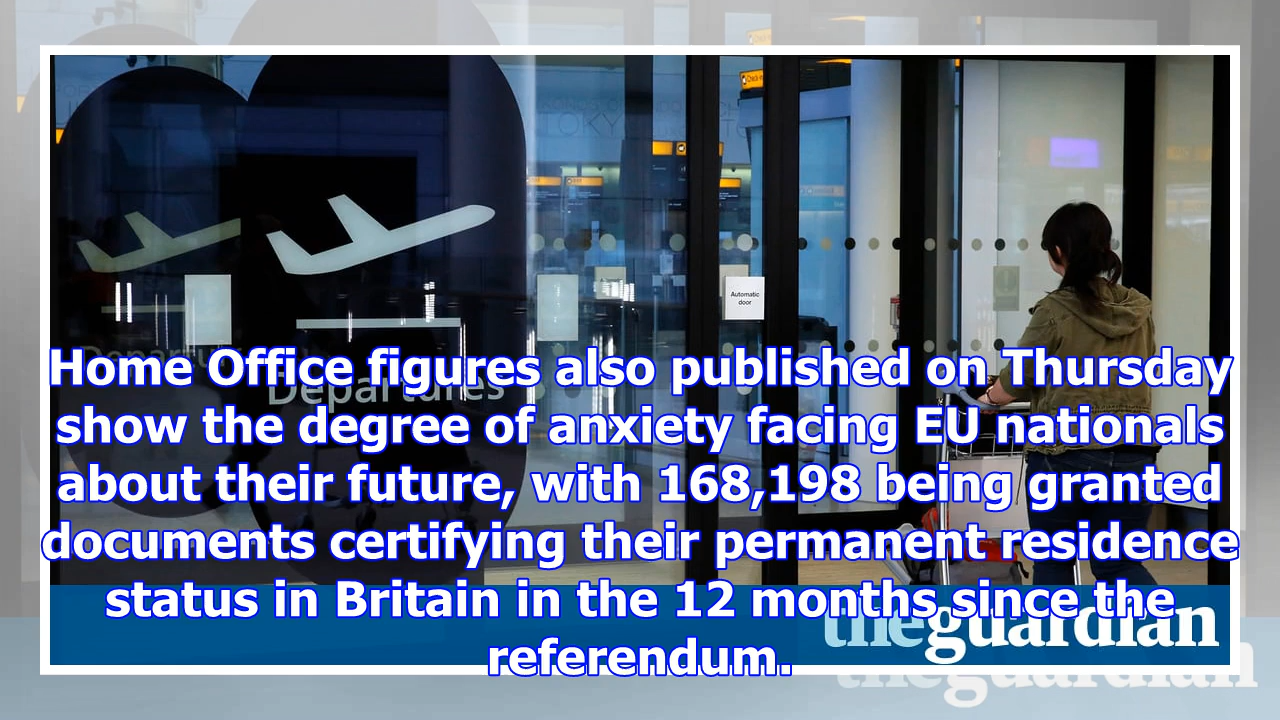 Automatic
door
Departures
Home Office figures also published on Thursday
show the degree of anxiety facing EU nationals
about their future, with 168,198 being granted
documents certifying their permanent residence
status in Britain in the 12 months since the
referendum.
theguardian
theguardian